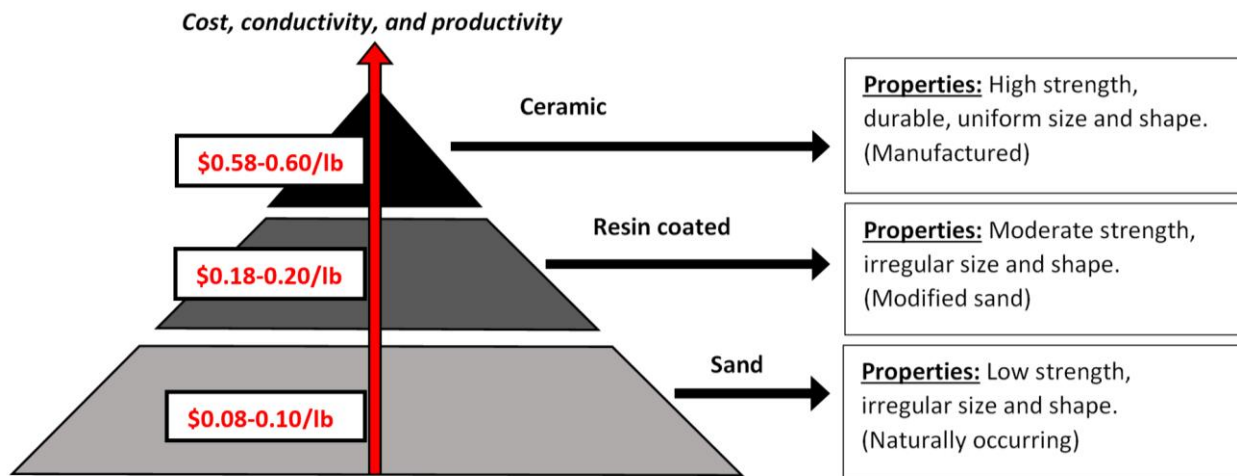 Cost, conductivity, and productivity
Ceramic
$0.58-0.60/lb
Properties: High strength,
durable, uniform size and shape.
(Manufactured)
Resin coated
$0.18-0.20/lb
Properties: Moderate strength,
irregular size and shape.
(Modified sand)
Sand
$0.08-0.10/lb
Properties: Low strength,
irregular size and shape.
(Naturally occurring)